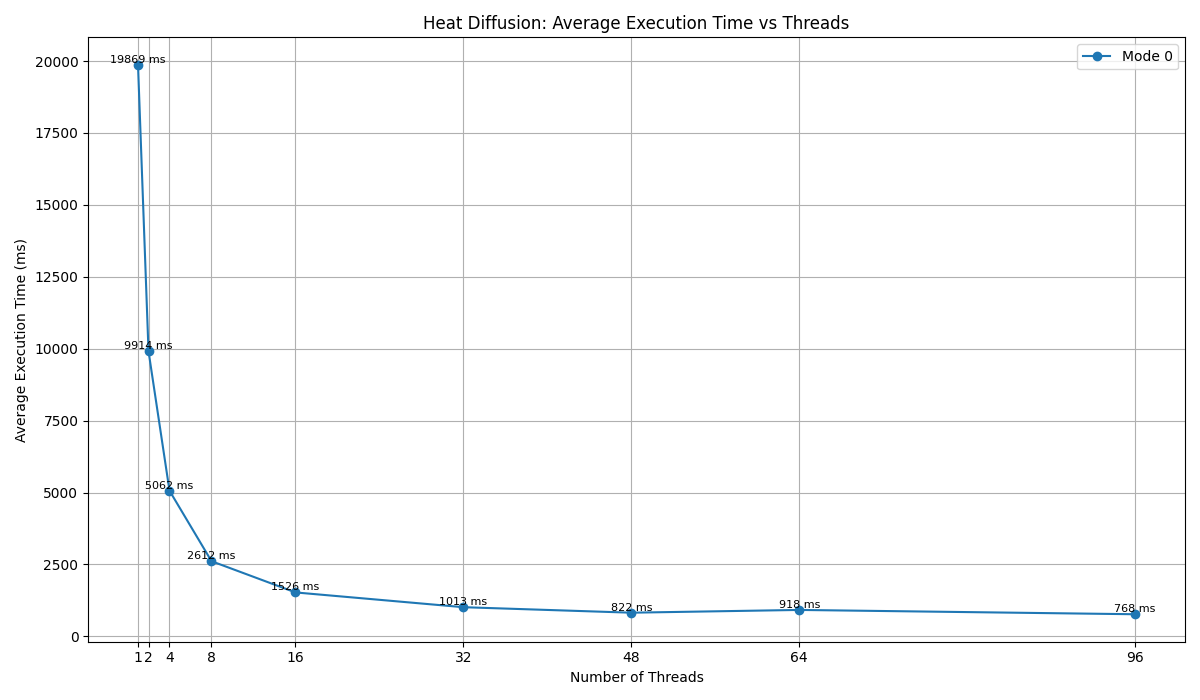 Heat Diffusion: Average Execution Time vs Threads
Mode 0
Average Execution Time (ms)
20000
17500
15000
12500
10000
7500
5000
2500
0
19869 ms
9914 ms
5062 ms
2612 ms
1526 ms
1013 ms
822 ms
918 ms
768 ms
1 2 4 8 16 32 48 64 96
Number of Threads